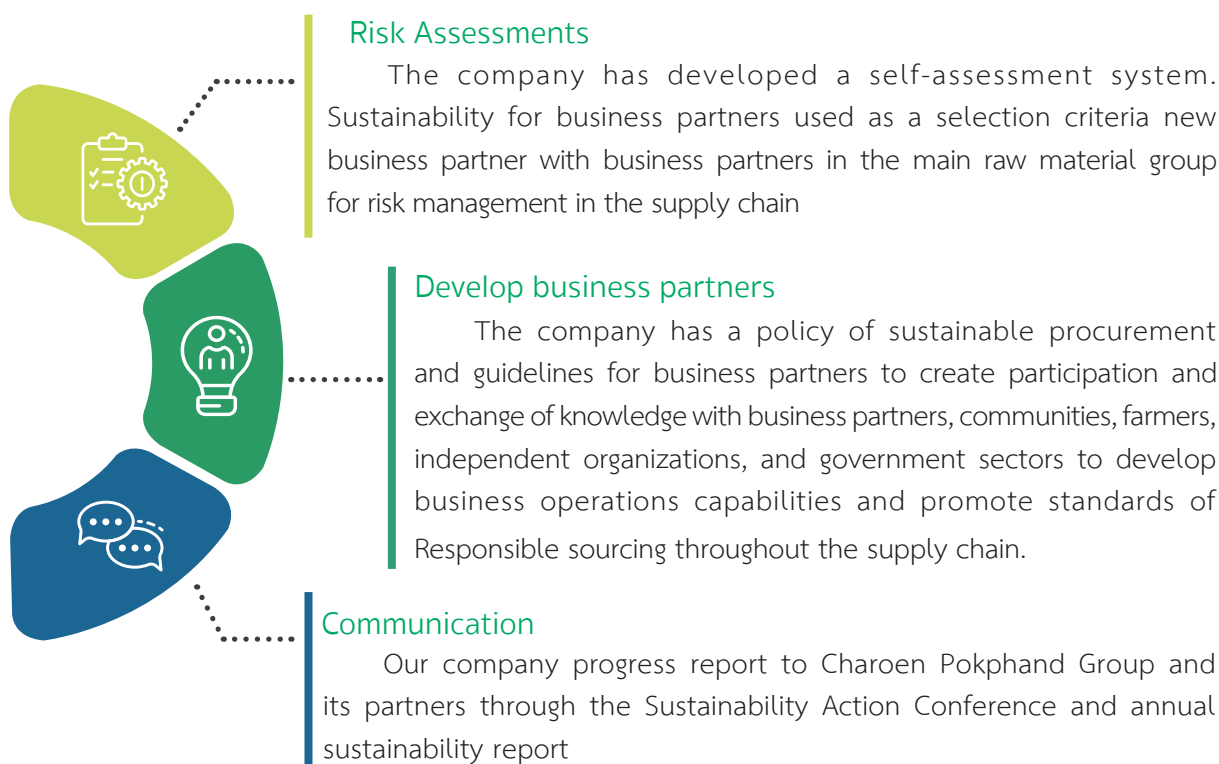 Risk Assessments
The company has developed a self-assessment system.
Sustainability for business partners used as a selection criteria new
business partner with business partners in the main raw material group
for risk management in the supply chain
Develop business partners
The company has a policy of sustainable procurement
and guidelines for business partners to create participation and
exchange of knowledge with business partners, communities, farmers,
independent organizations, and government sectors to develop
business operations capabilities and promote standards of
Responsible sourcing throughout the supply chain.
Communication
Our company progress report to Charoen Pokphand Group and
its partners through the Sustainability Action Conference and annual
sustainability report